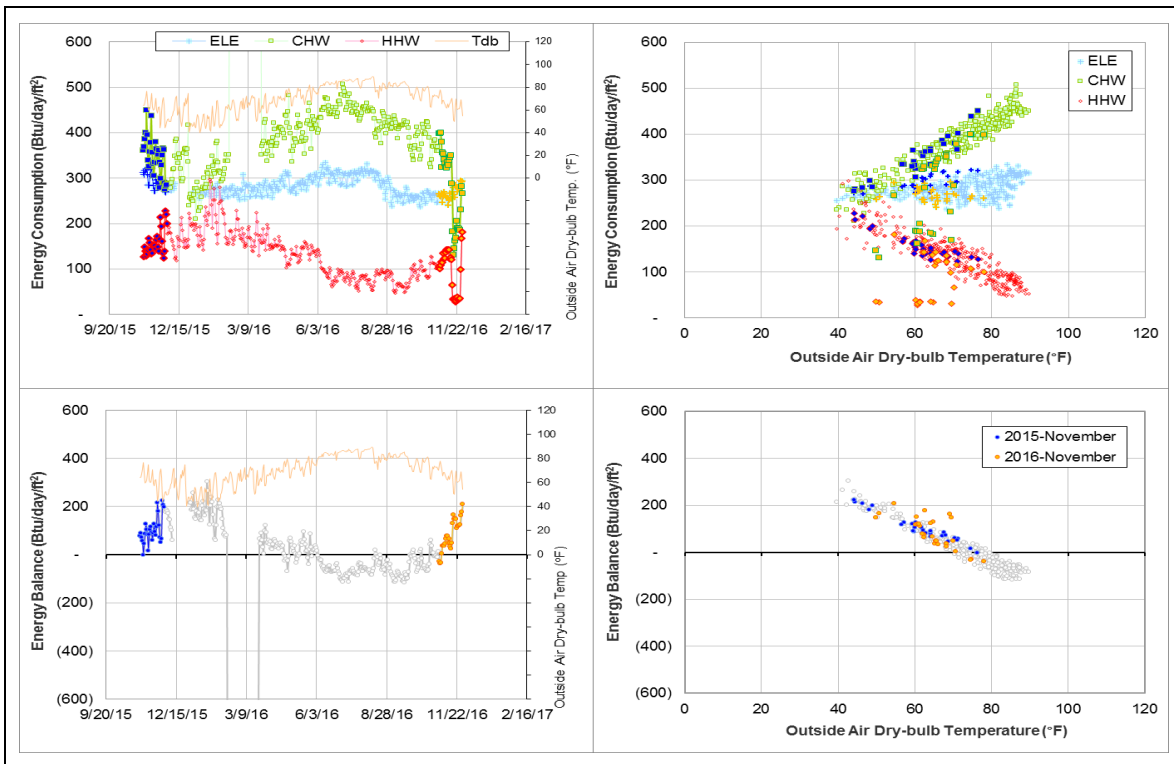 ELE CHW HHW Tdb
Energy Consumption (Btu/day/ft²)
600
500
400
300
200
100
-
120
100
80
60
40
20
0
Outside Air Dry-bulb Temp. (°F)
9/20/15 12/15/15 3/9/16 6/3/16 8/28/16 11/22/16 2/16/17
Energy Consumption (Btu/day/ft²)
600
500
400
300
200
100
-
ELE
CHW
HHW
0 20 40 60 80 100 120
Outside Air Dry-bulb Temperature (°F)
Energy Balance (Btu/day/ft²)
600
400
200
-
(200)
(400)
(600)
120
100
80
60
40
20
0
Outside Air Dry-bulb Temp (°F)
9/20/15 12/15/15 3/9/16 6/3/16 8/28/16 11/22/16 2/16/17
Energy Balance (Btu/day/ft²)
600
400
200
-
(200)
(400)
(600)
2015-November
2016-November
0 20 40 60 80 100 120
Outside Air Dry-bulb Temperature (°F)